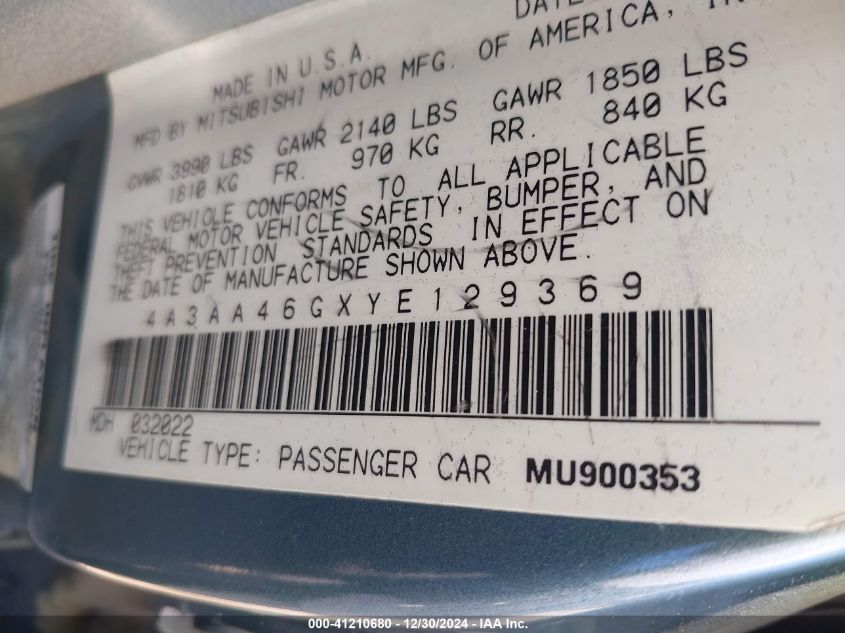 DATE
MADE IN U.S.A.
MFD BY MITSUBISHI MOTOR MFG. OF AMERICA, IN
GVWR 3990 LBS GAWR 2140 LBS GAWR 1850 LBS
1810 KG FR. 970 KG RR. 840 KG
THIS VEHICLE CONFORMS TO ALL APPLICABLE
FEDERAL MOTOR VEHICLE SAFETY, BUMPER, AND
THEFT PREVENTION STANDARDS IN EFFECT ON
THE DATE OF MANUFACTURE SHOWN ABOVE.
4A3AA46GXYE129369
MDH 032022
VEHICLE TYPE: PASSENGER CAR MU900353
000-41210680 - 12/30/2024 - IAA Inc.